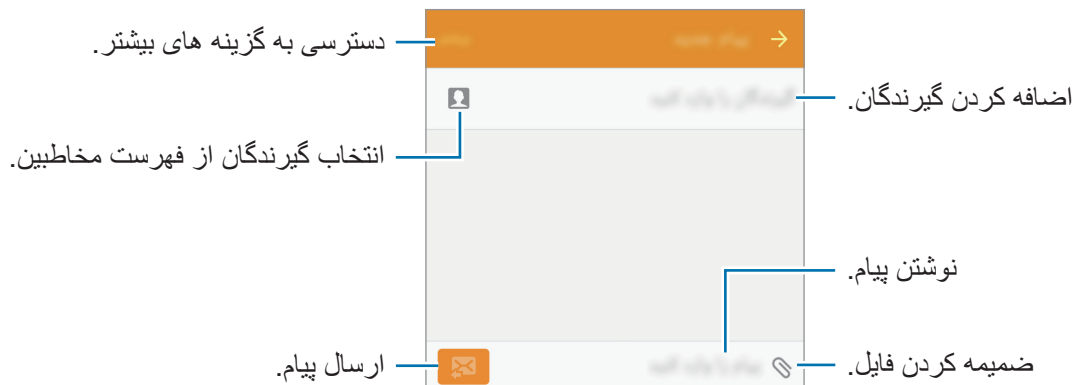 دسترسی به گزینه های بیشتر.
اضافه کردن گیرندگان.
انتخاب گیرندگان از فهرست مخاطبین.
نوشتن پیام.
ضمیمه کردن فایل.
ارسال پیام.